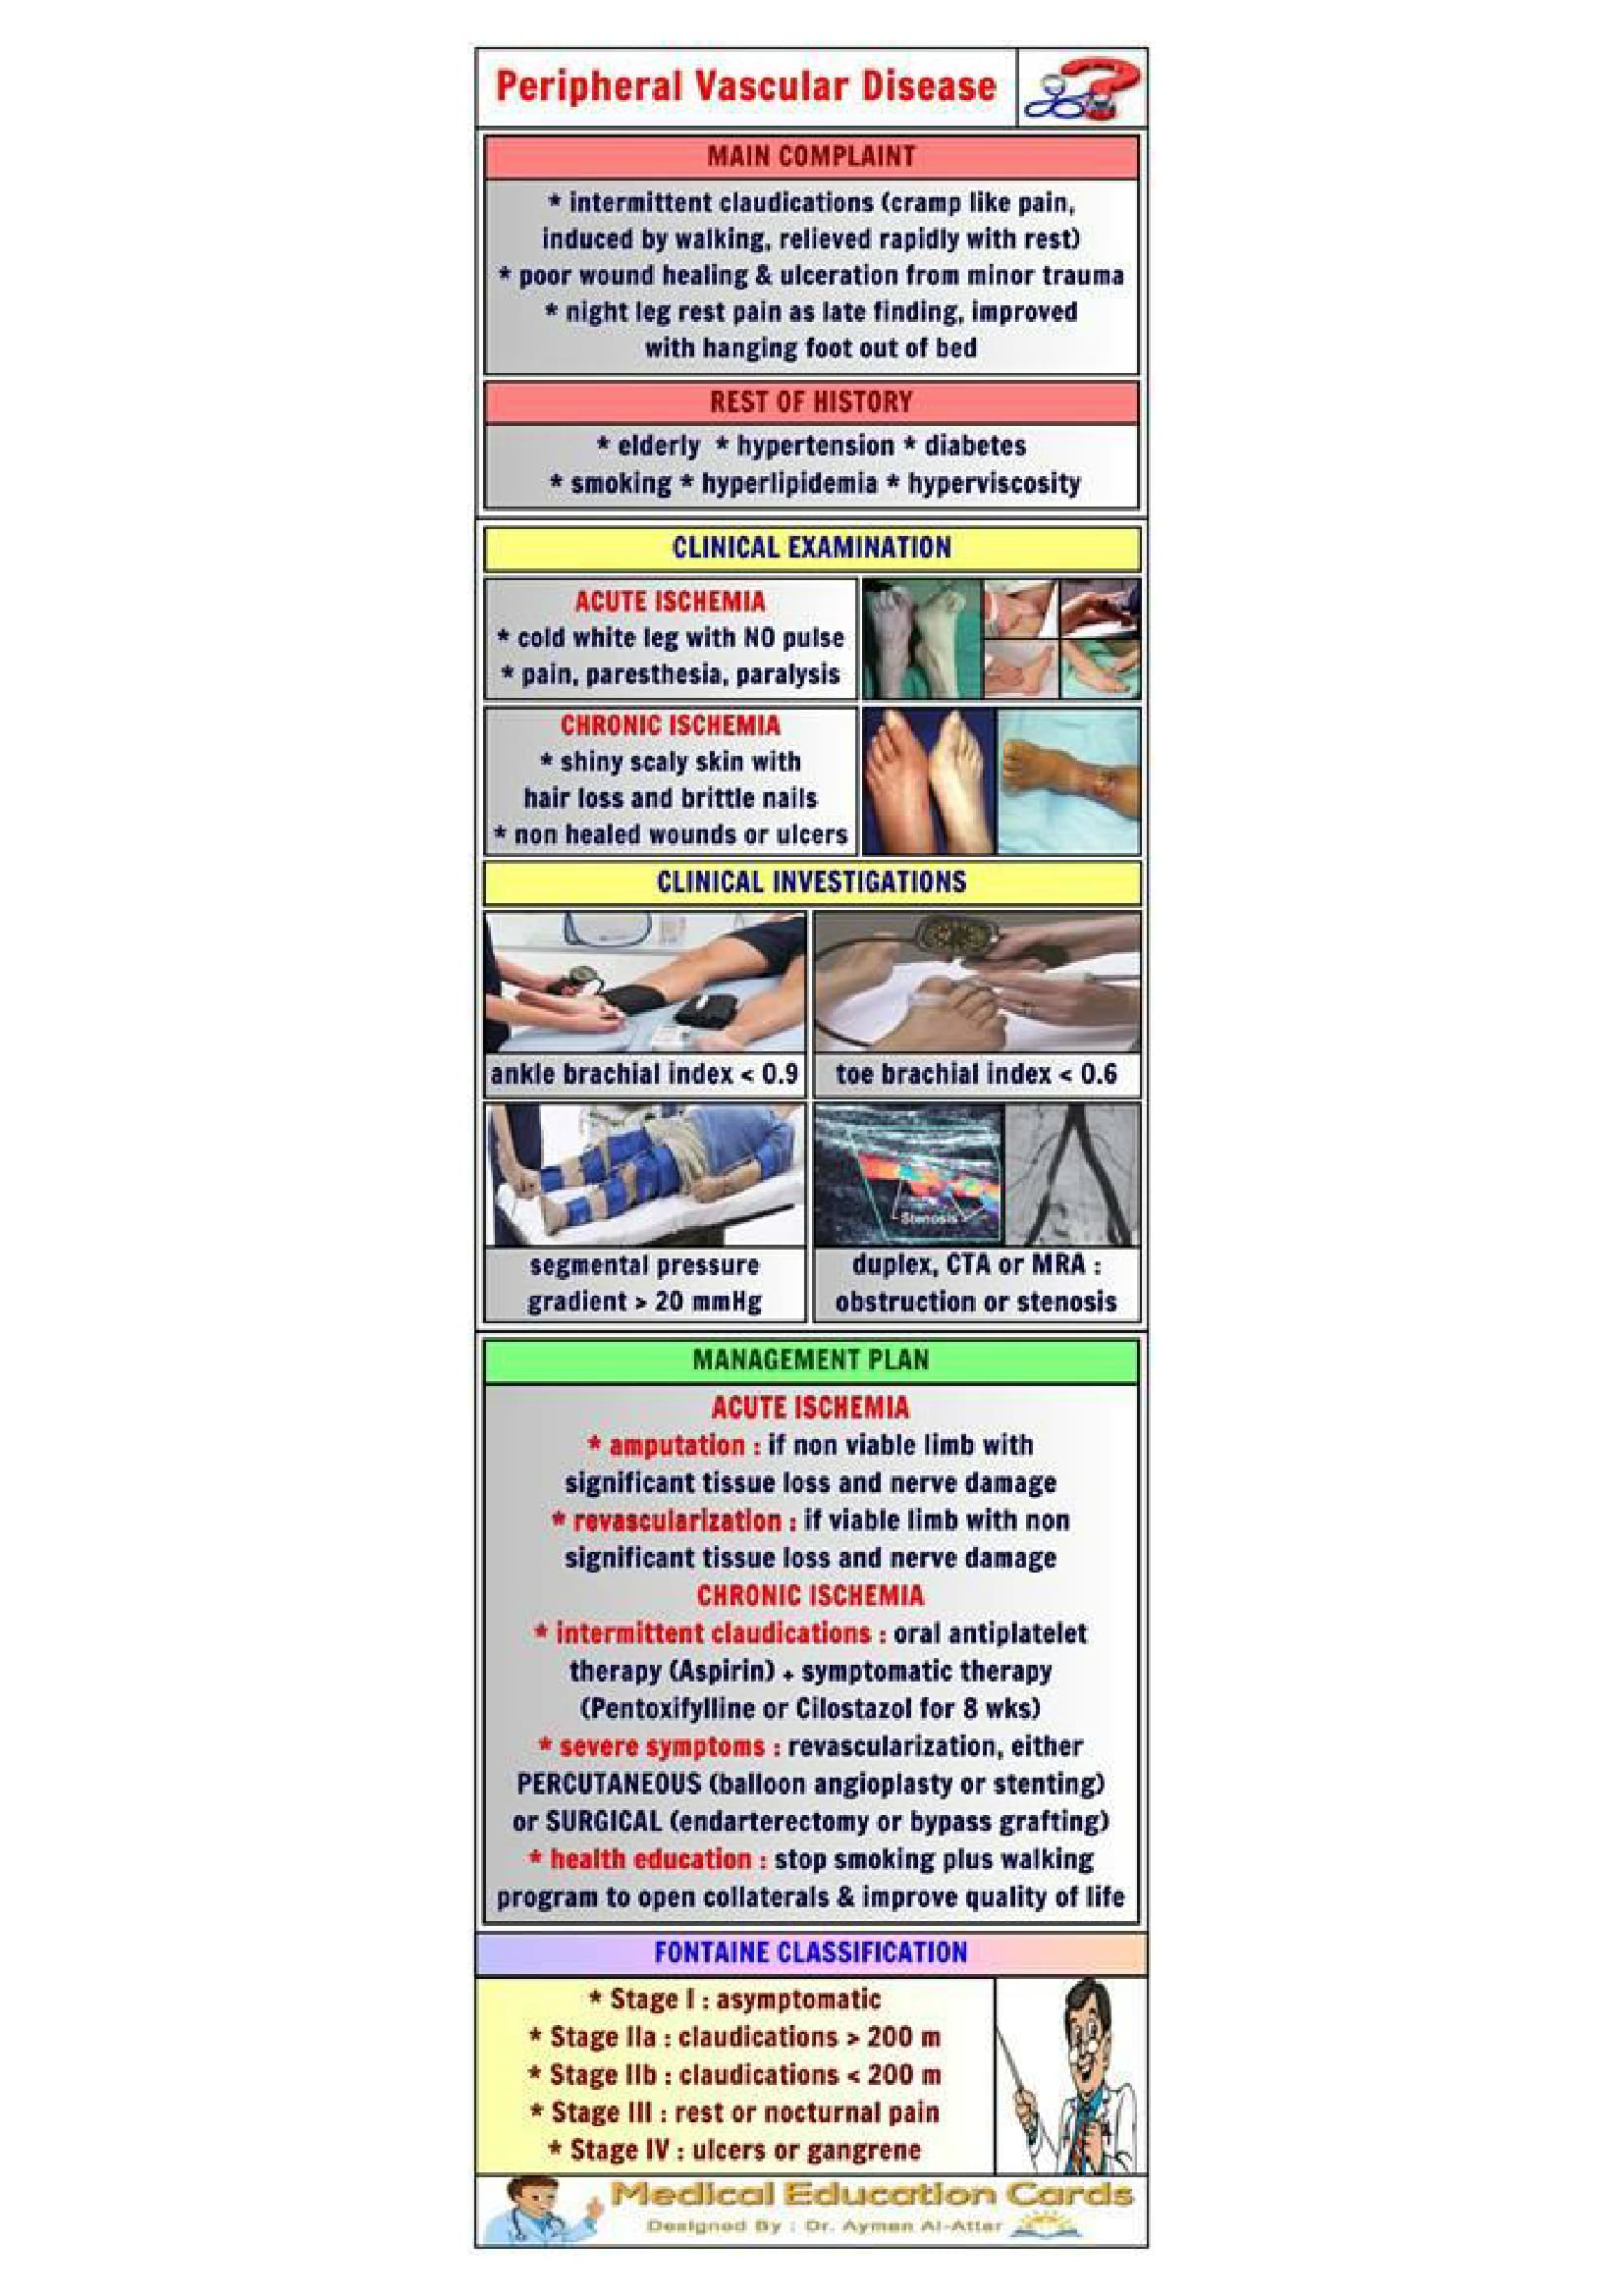 Peripheral Vascular Disease
MAIN COMPLAINT
* intermittent claudications (cramp like pain,
induced by walking, relieved rapidly with rest)
* poor wound healing & ulceration from minor trauma
* night leg rest pain as late finding, improved
with hanging foot out of bed
REST OF HISTORY
* elderly * hypertension * diabetes
* smoking * hyperlipidemia * hyperviscosity
CLINICAL EXAMINATION
ACUTE ISCHEMIA
* cold white leg with NO pulse
* pain, paresthesia, paralysis
CHRONIC ISCHEMIA
* shiny scaly skin with
hair loss and brittle nails
* non healed wounds or ulcers
CLINICAL INVESTIGATIONS
ankle brachial index < 0.9
toe brachial index < 0.6
Stenosis
segmental pressure
gradient > 20 mmHg
duplex, CTA or MRA :
obstruction or stenosis
MANAGEMENT PLAN
ACUTE ISCHEMIA
* amputation : if non viable limb with
significant tissue loss and nerve damage
* revascularization : if viable limb with non
significant tissue loss and nerve damage
CHRONIC ISCHEMIA
* intermittent claudications : oral antiplatelet
therapy (Aspirin) + symptomatic therapy
(Pentoxifylline or Cilostazol for 8 wks)
* severe symptoms : revascularization, either
PERCUTANEOUS (balloon angioplasty or stenting)
or SURGICAL (endarterectomy or bypass grafting)
* health education : stop smoking plus walking
program to open collaterals & improve quality of life
FONTAINE CLASSIFICATION
* Stage I : asymptomatic
* Stage IIa : claudications > 200 m
* Stage IIb : claudications < 200 m
* Stage III : rest or nocturnal pain
* Stage IV : ulcers or gangrene
Medical Education Cards
Designed By : Dr. Ayman Al-Attar